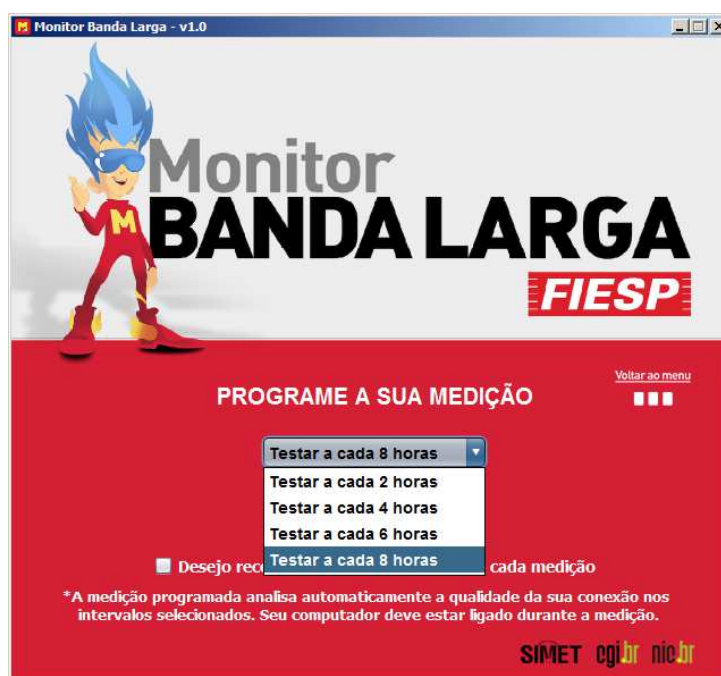 Monitor Banda Larga - v1.0
Monitor
BANDA LARGA
M
FIESP
Voltar ao menu
PROGRAME A SUA MEDIÇÃO
Testar a cada 8 horas
Testar a cada 2 horas
Testar a cada 4 horas
Testar a cada 6 horas
Testar a cada 8 horas
Desejo rec cada medição
*A medição programada analisa automaticamente a qualidade da sua conexão nos
intervalos selecionados. Seu computador deve estar ligado durante a medição.
SIMET cgi.br nic.br